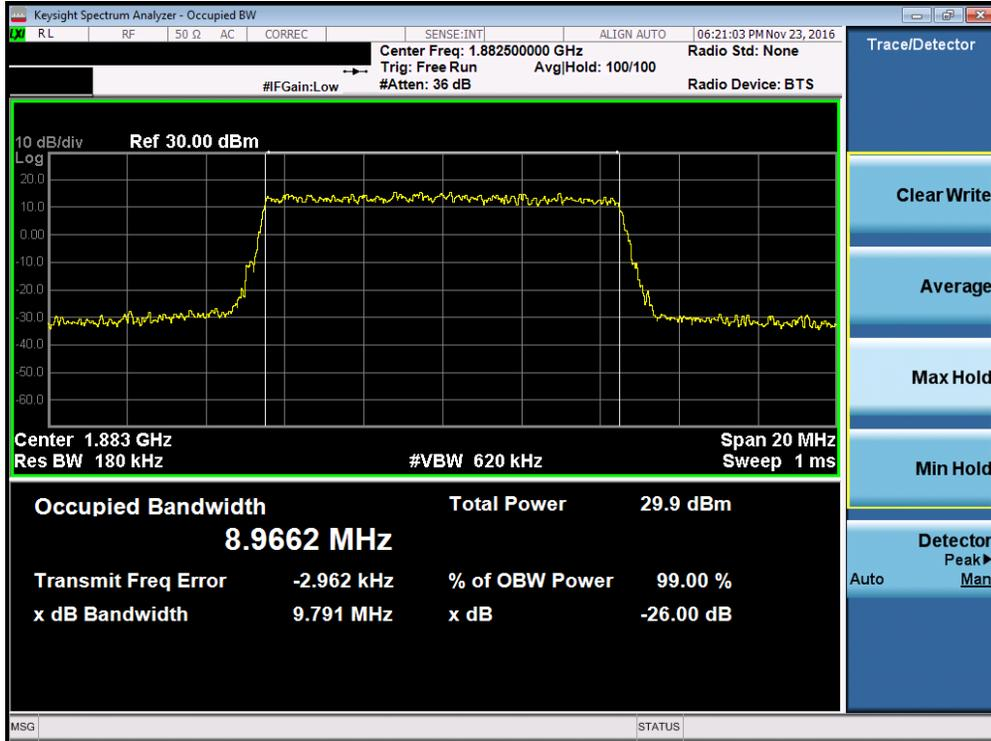 Keysight Spectrum Analyzer - Occupied BW
LXI RL RF 50 Ω AC CORREC SENSE:INT ALIGN AUTO 06:21:03 PM Nov 23, 2016
Center Freq: 1.882500000 GHz Radio Std: None
Trig: Free Run Avg|Hold: 100/100
#IFGain:Low #Atten: 36 dB Radio Device: BTS
10 dB/div Ref 30.00 dBm
Log
20.0
10.0
0.00
-10.0
-20.0
-30.0
-40.0
-50.0
-60.0
Center 1.883 GHz Span 20 MHz
Res BW 180 kHz #VBW 620 kHz Sweep 1 ms
Occupied Bandwidth Total Power 29.9 dBm
8.9662 MHz
Transmit Freq Error -2.962 kHz % of OBW Power 99.00 %
x dB Bandwidth 9.791 MHz x dB -26.00 dB
MSG STATUS
Trace/Detector
Clear Write
Average
Max Hold
Min Hold
Detector
Peak▶
Auto Man